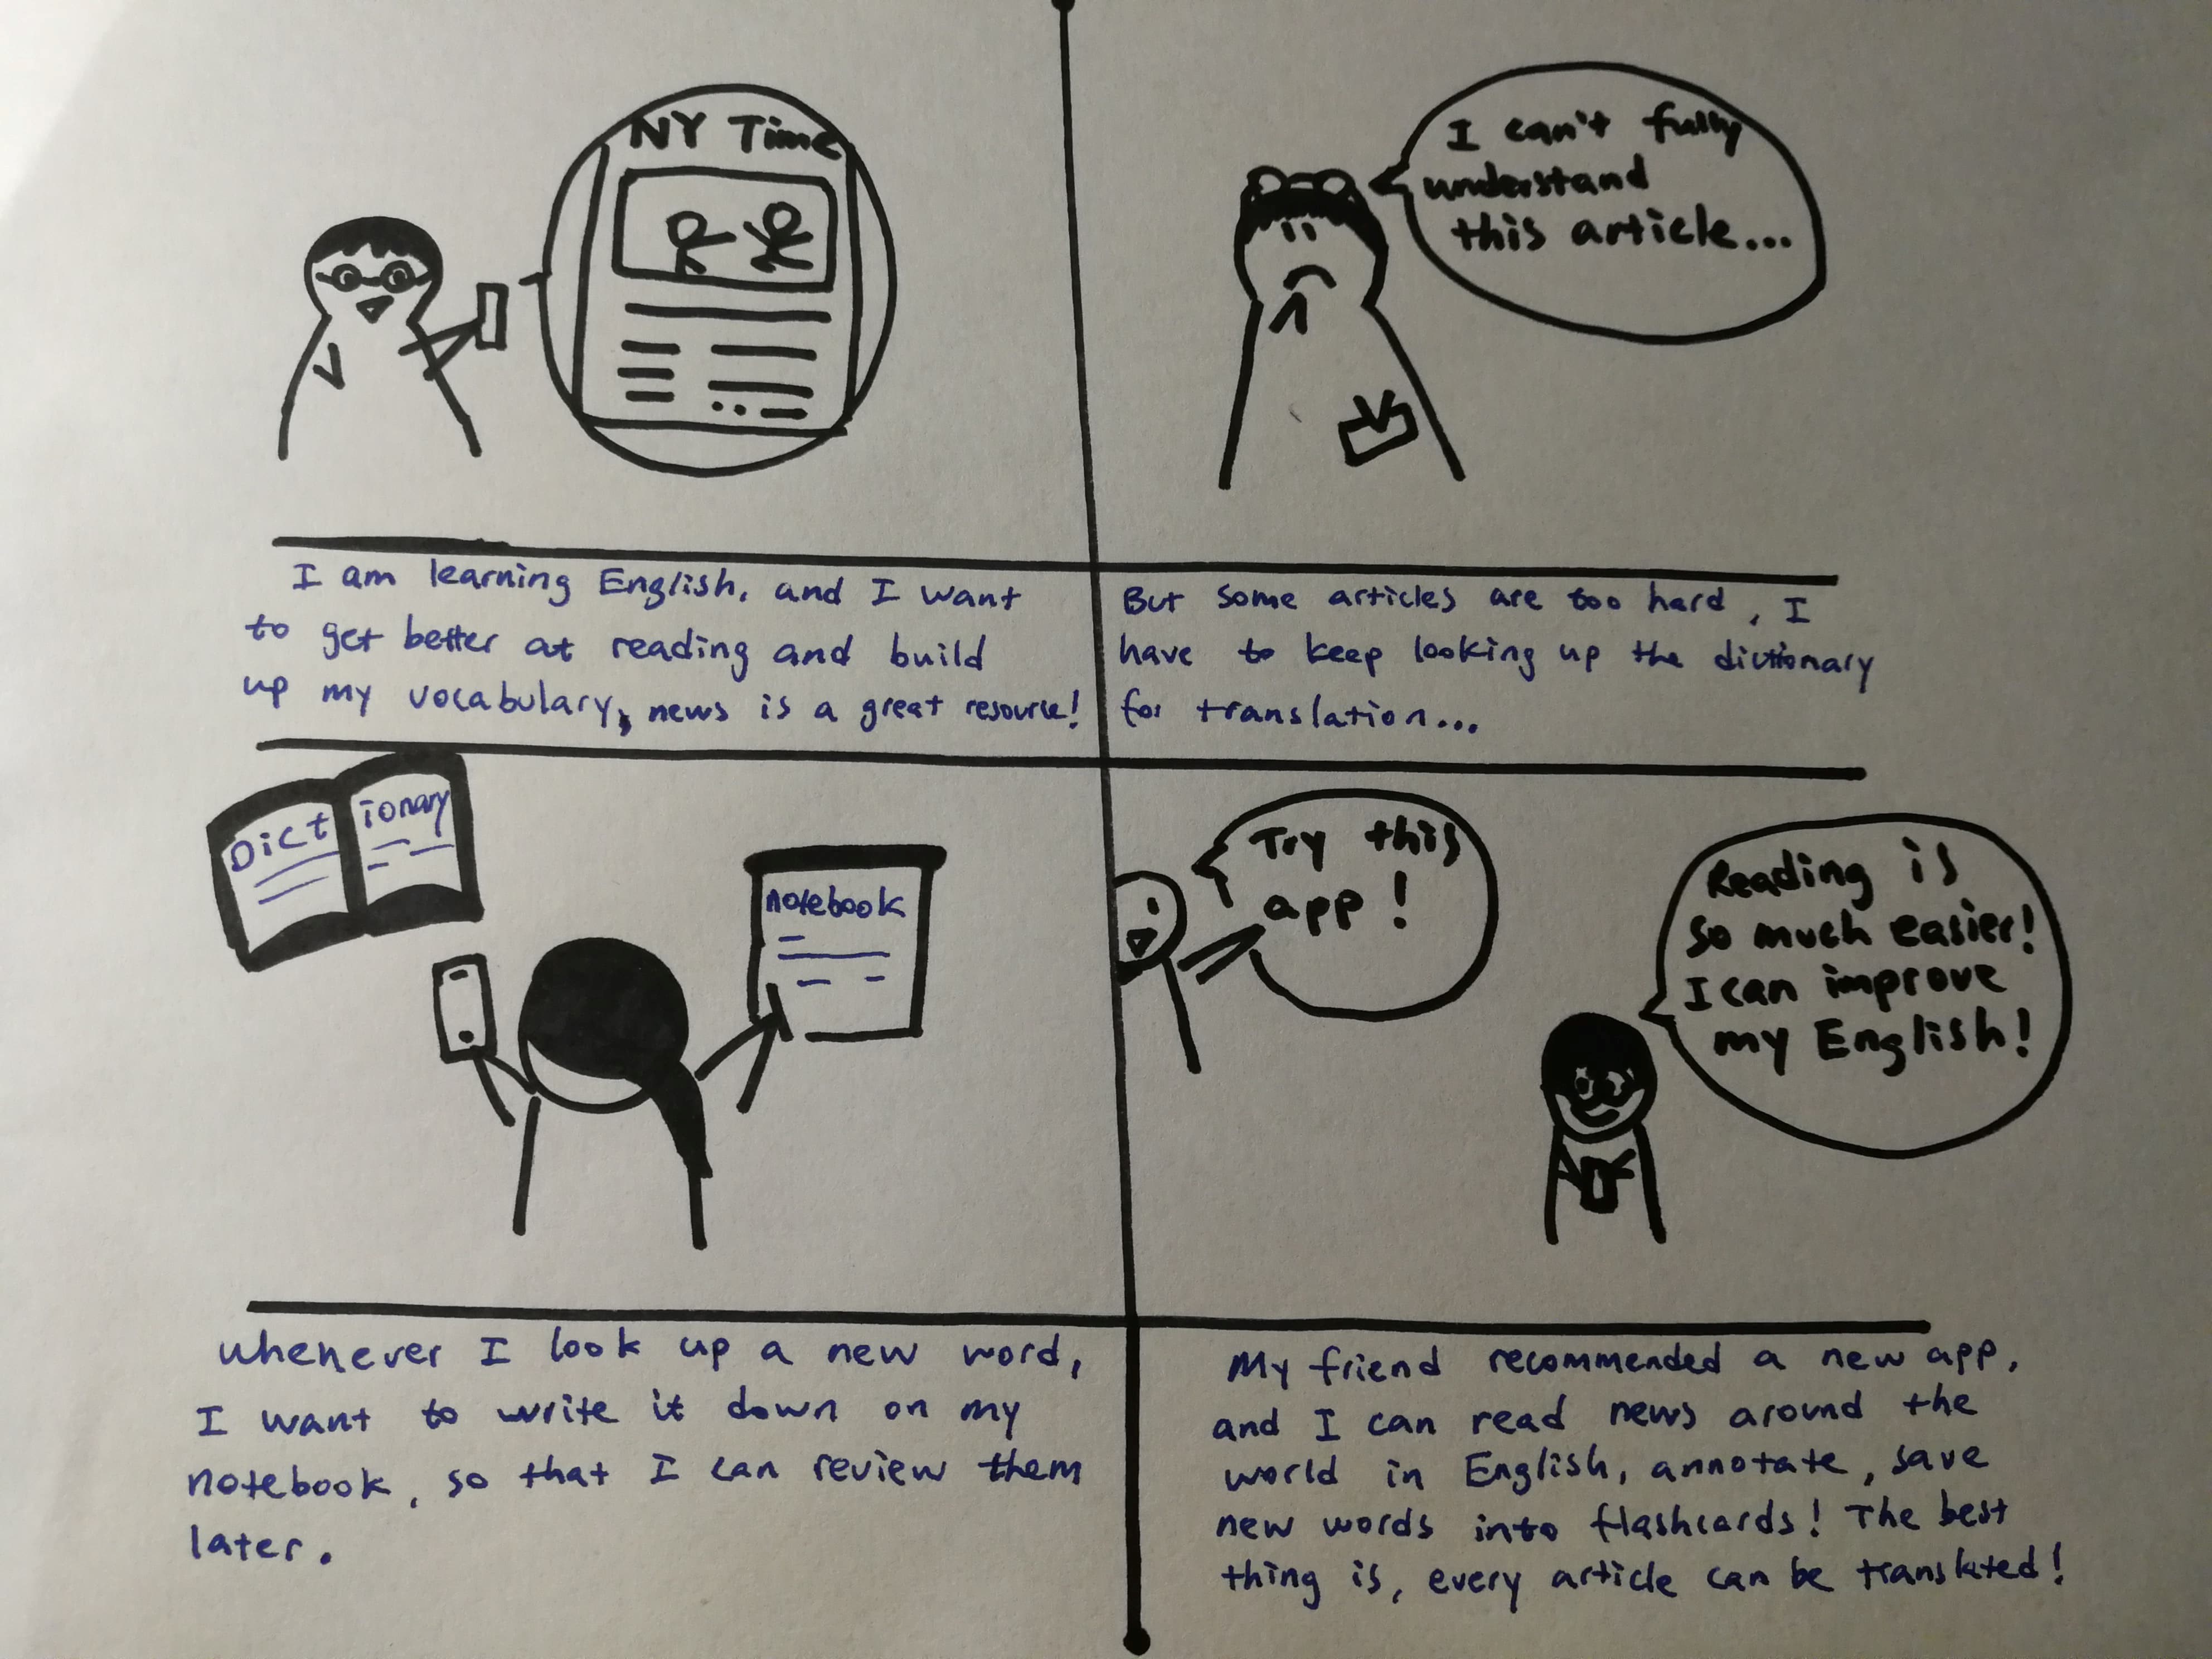 NY Time
I can't fully
understand
this article...
I am learning English, and I want
to get better at reading and build
up my vocabulary, news is a great resource!
But some articles are too hard, I
have to keep looking up the dictionary
for translation...
Dictionary
notebook
Try this
app!
Reading is
so much easier!
I can improve
my English!
whenever I look up a new word,
I want to write it down on my
notebook, so that I can review them
later.
My friend recommended a new app,
and I can read news around the
world in English, annotate, save
new words into flashcards! The best
thing is, every article can be translated!